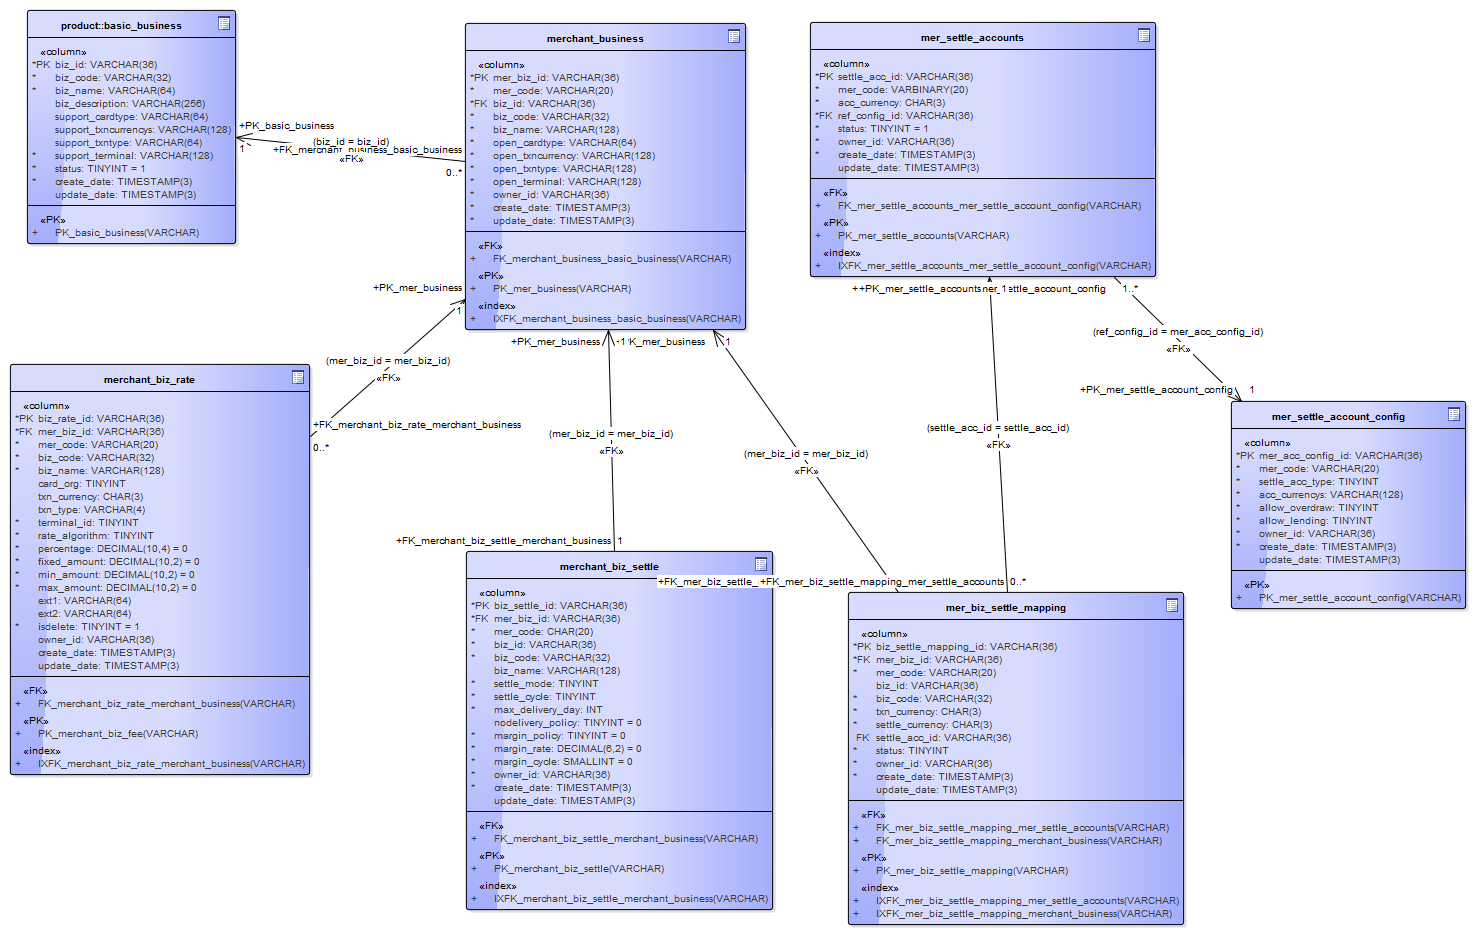 product::basic_business
«column»
*PK biz_id: VARCHAR(36)
* biz_code: VARCHAR(32)
* biz_name: VARCHAR(64)
biz_description: VARCHAR(256)
support_cardtype: VARCHAR(64)
support_txncurrencys: VARCHAR(128)
support_txntype: VARCHAR(64)
* support_terminal: VARCHAR(128)
* status: TINYINT = 1
* create_date: TIMESTAMP(3)
update_date: TIMESTAMP(3)
«PK»
+ PK_basic_business(VARCHAR)
+PK_basic_business
1
(biz_id = biz_id)
+FK_merchant_business_basic_business
«FK»
0..*
merchant_business
«column»
*PK mer_biz_id: VARCHAR(36)
* mer_code: VARCHAR(20)
*FK biz_id: VARCHAR(36)
* biz_code: VARCHAR(32)
* biz_name: VARCHAR(128)
* open_cardtype: VARCHAR(64)
* open_txncurrency: VARCHAR(128)
* open_txntype: VARCHAR(128)
* open_terminal: VARCHAR(128)
* owner_id: VARCHAR(36)
* create_date: TIMESTAMP(3)
* update_date: TIMESTAMP(3)
«FK»
+ FK_merchant_business_basic_business(VARCHAR)
«PK»
+ PK_mer_business(VARCHAR)
«index»
+ IXFK_merchant_business_basic_business(VARCHAR)
mer_settle_accounts
«column»
*PK settle_acc_id: VARCHAR(36)
* mer_code: VARBINARY(20)
* acc_currency: CHAR(3)
*FK ref_config_id: VARCHAR(36)
* status: TINYINT = 1
* owner_id: VARCHAR(36)
* create_date: TIMESTAMP(3)
update_date: TIMESTAMP(3)
«FK»
+ FK_mer_settle_accounts_mer_settle_account_config(VARCHAR)
«PK»
+ PK_mer_settle_accounts(VARCHAR)
«index»
+ IXFK_mer_settle_accounts_mer_settle_account_config(VARCHAR)
+PK_mer_business
1
(mer_biz_id = mer_biz_id)
«FK»
+FK_merchant_biz_rate_merchant_business
0..*
+PK_mer_business
+1
K_mer_business
1
(mer_biz_id = mer_biz_id)
«FK»
+FK_merchant_biz_settle_merchant_business
1
(mer_biz_id = mer_biz_id)
«FK»
+ +PK_mer_settle_accounts
1
ttle_account_config
1..*
(ref_config_id = mer_acc_config_id)
«FK»
+PK_mer_settle_account_config
1
(settle_acc_id = settle_acc_id)
«FK»
+FK_mer_biz_settle_
+FK_mer_biz_settle_mapping_mer_settle_accounts
0..*
merchant_biz_rate
«column»
*PK biz_rate_id: VARCHAR(36)
*FK mer_biz_id: VARCHAR(36)
* mer_code: VARCHAR(20)
* biz_code: VARCHAR(32)
* biz_name: VARCHAR(128)
card_org: TINYINT
txn_currency: CHAR(3)
txn_type: VARCHAR(4)
* terminal_id: TINYINT
* rate_algorithm: TINYINT
* percentage: DECIMAL(10,4) = 0
* fixed_amount: DECIMAL(10,2) = 0
* min_amount: DECIMAL(10,2) = 0
* max_amount: DECIMAL(10,2) = 0
ext1: VARCHAR(64)
ext2: VARCHAR(64)
* isdelete: TINYINT = 1
owner_id: VARCHAR(36)
* create_date: TIMESTAMP(3)
update_date: TIMESTAMP(3)
«FK»
+ FK_merchant_biz_rate_merchant_business(VARCHAR)
«PK»
+ PK_merchant_biz_fee(VARCHAR)
«index»
+ IXFK_merchant_biz_rate_merchant_business(VARCHAR)
merchant_biz_settle
«column»
*PK biz_settle_id: VARCHAR(36)
*FK mer_biz_id: VARCHAR(36)
* mer_code: CHAR(20)
* biz_id: VARCHAR(36)
* biz_code: VARCHAR(32)
biz_name: VARCHAR(128)
* settle_mode: TINYINT
* settle_cycle: TINYINT
* max_delivery_day: INT
nodelivery_policy: TINYINT = 0
* margin_policy: TINYINT = 0
* margin_rate: DECIMAL(6,2) = 0
* margin_cycle: SMALLINT = 0
* owner_id: VARCHAR(36)
* create_date: TIMESTAMP(3)
update_date: TIMESTAMP(3)
«FK»
+ FK_merchant_biz_settle_merchant_business(VARCHAR)
«PK»
+ PK_merchant_biz_settle(VARCHAR)
«index»
+ IXFK_merchant_biz_settle_merchant_business(VARCHAR)
mer_biz_settle_mapping
«column»
*PK biz_settle_mapping_id: VARCHAR(36)
*FK mer_biz_id: VARCHAR(36)
* mer_code: VARCHAR(20)
biz_id: VARCHAR(36)
* biz_code: VARCHAR(32)
* txn_currency: CHAR(3)
* settle_currency: CHAR(3)
FK settle_acc_id: VARCHAR(36)
* status: TINYINT
* owner_id: VARCHAR(36)
* create_date: TIMESTAMP(3)
update_date: TIMESTAMP(3)
«FK»
+ FK_mer_biz_settle_mapping_mer_settle_accounts(VARCHAR)
+ FK_mer_biz_settle_mapping_merchant_business(VARCHAR)
«PK»
+ PK_mer_biz_settle_mapping(VARCHAR)
«index»
+ IXFK_mer_biz_settle_mapping_mer_settle_accounts(VARCHAR)
+ IXFK_mer_biz_settle_mapping_merchant_business(VARCHAR)
mer_settle_account_config
«column»
*PK mer_acc_config_id: VARCHAR(36)
* mer_code: VARCHAR(20)
* settle_acc_type: TINYINT
* acc_currencys: VARCHAR(128)
* allow_overdraw: TINYINT
* allow_lending: TINYINT
* owner_id: VARCHAR(36)
* create_date: TIMESTAMP(3)
update_date: TIMESTAMP(3)
«PK»
+ PK_mer_settle_account_config(VARCHAR)